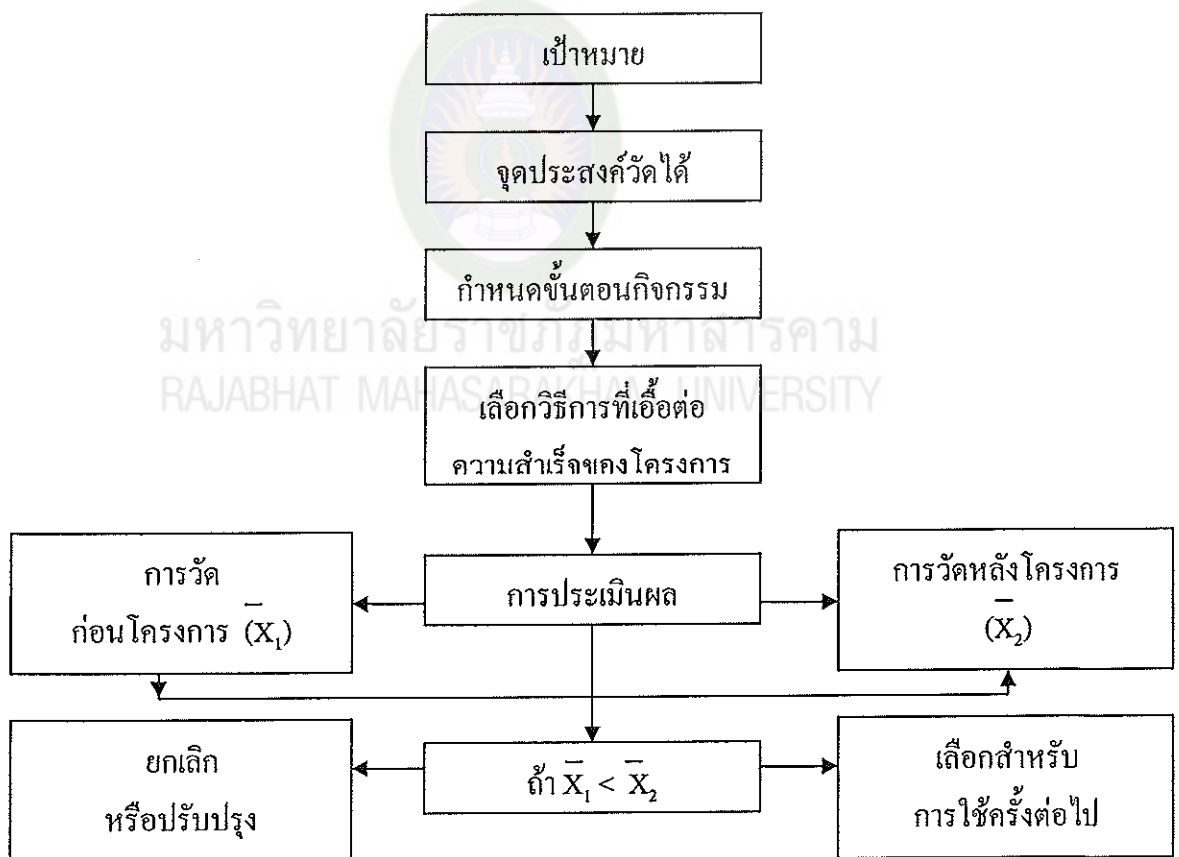 เป้าหมาย
จุดประสงค์วัดได้
กำหนดขั้นตอนกิจกรรม
มหาวิทยาลัยราชภัฏมหาสารคาม
RAJABHAT MAHASARAKHAM UNIVERSITY
เลือกวิธีการที่เอื้อต่อ
ความสำเร็จของโครงการ
การวัด
ก่อนโครงการ (X̄₁)
การประเมินผล
การวัดหลังโครงการ
(X̄₂)
ยกเลิก
หรือปรับปรุง
ถ้า X̄₁ < X̄₂
เลือกสำหรับ
การใช้ครั้งต่อไป